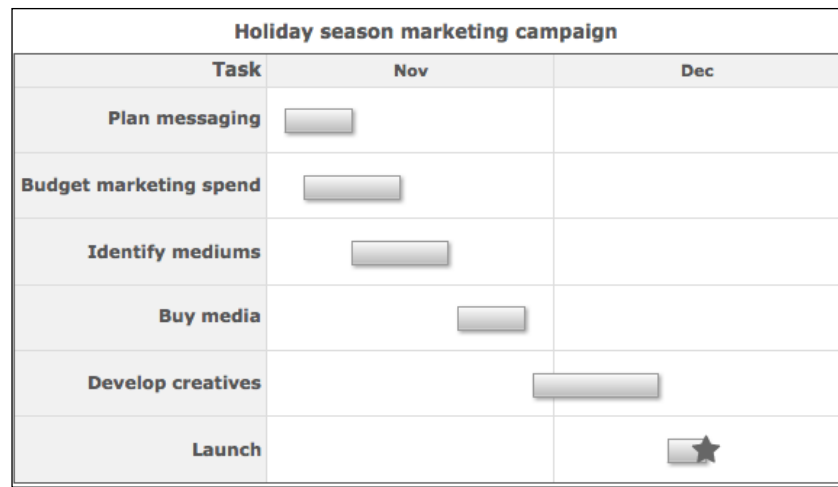 Holiday season marketing campaign
Task Nov Dec
Plan messaging
Budget marketing spend
Identify mediums
Buy media
Develop creatives
Launch